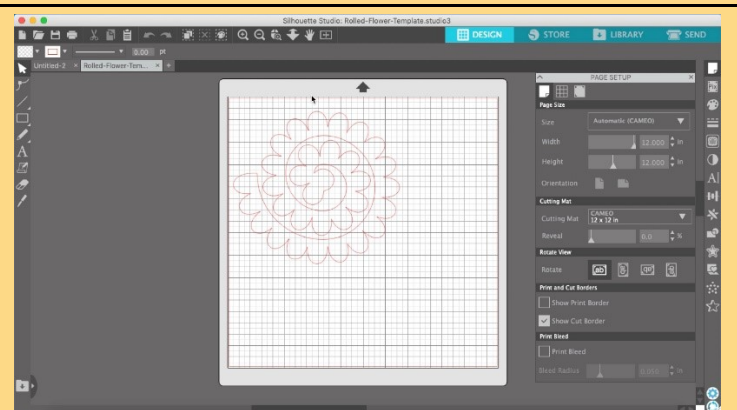 Silhouette Studio: Rolled-Flower-Template.studio3
DESIGN
STORE
LIBRARY
SEND
0.00 pt
Untitled-2 × Rolled-Flower-Tem... × +
PAGE SETUP
Page Size
Size Automatic (CAMEO)
Width 12.000 in
Height 12.000 in
Orientation
Cutting Mat
Cutting Mat CAMEO 12 x 12 in
Reveal 0.0 %
Rotate View
Rotate
Print and Cut Borders
Show Print Border
Show Cut Border
Print Bleed
Print Bleed
Bleed Radius 0.050 in